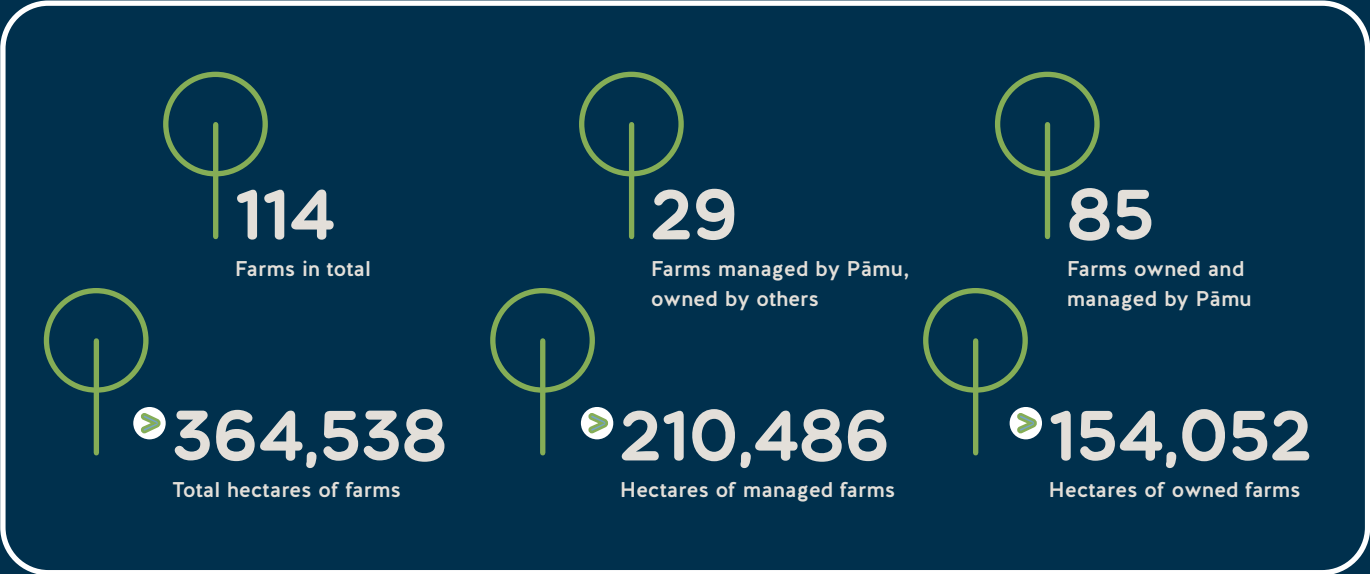 114
Farms in total
29
Farms managed by Pāmu,
owned by others
85
Farms owned and
managed by Pāmu
364,538
Total hectares of farms
210,486
Hectares of managed farms
154,052
Hectares of owned farms